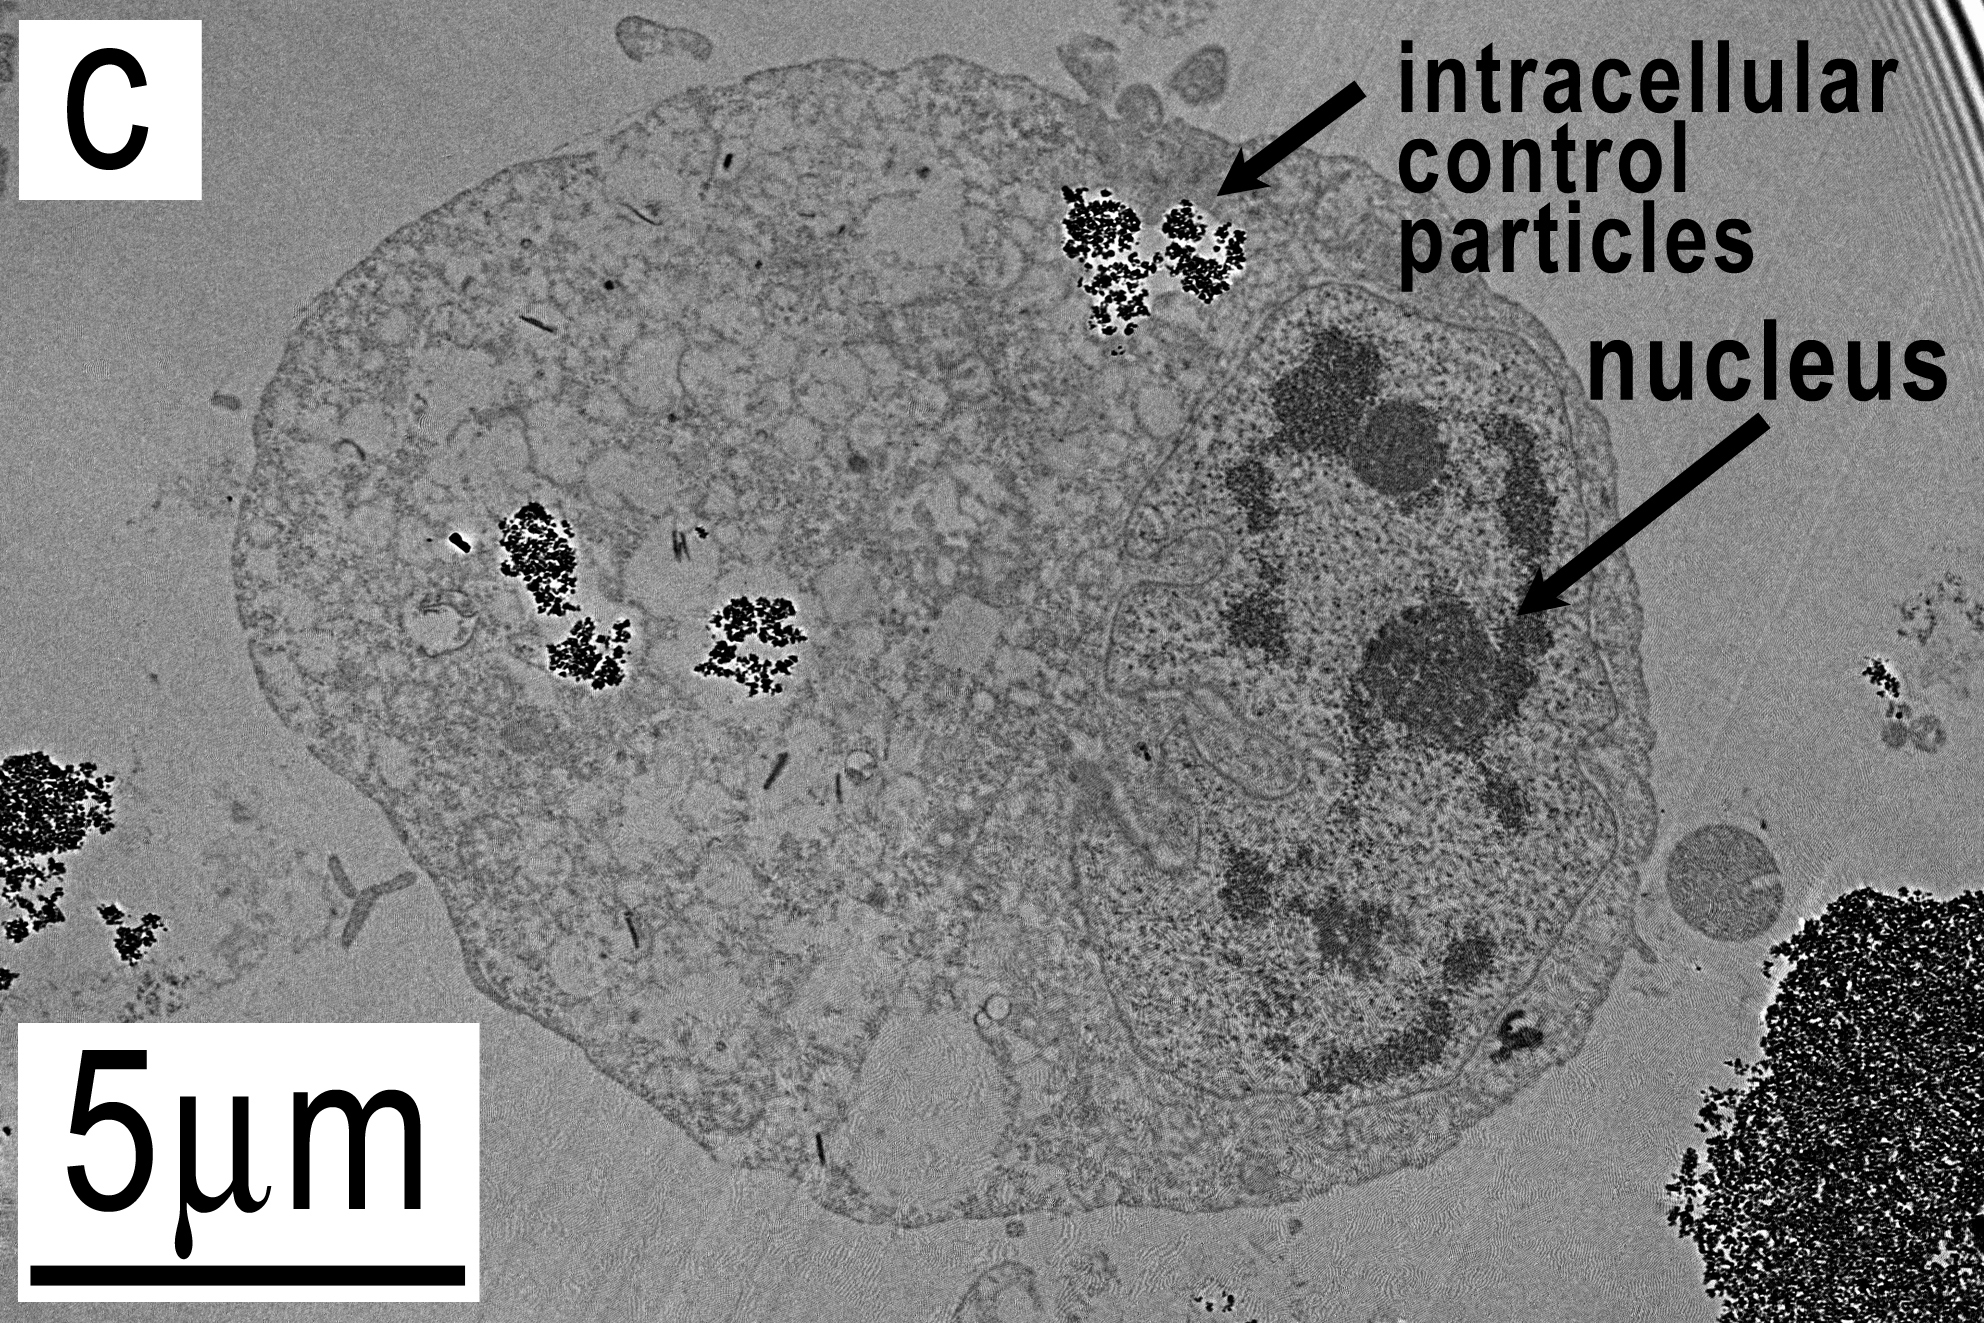 C
intracellular
control
particles
nucleus
5μm